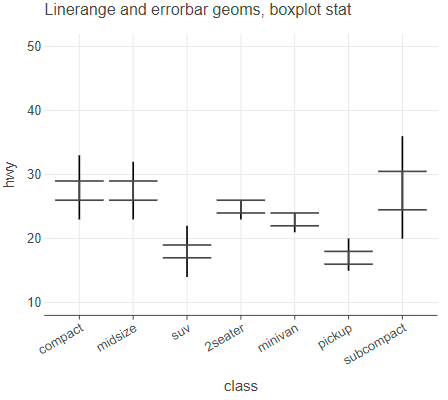 Linerange and errorbar geoms, boxplot stat
50
40
30
20
10
hwy
compact
midsize
suv
2seater
minivan
pickup
subcompact
class